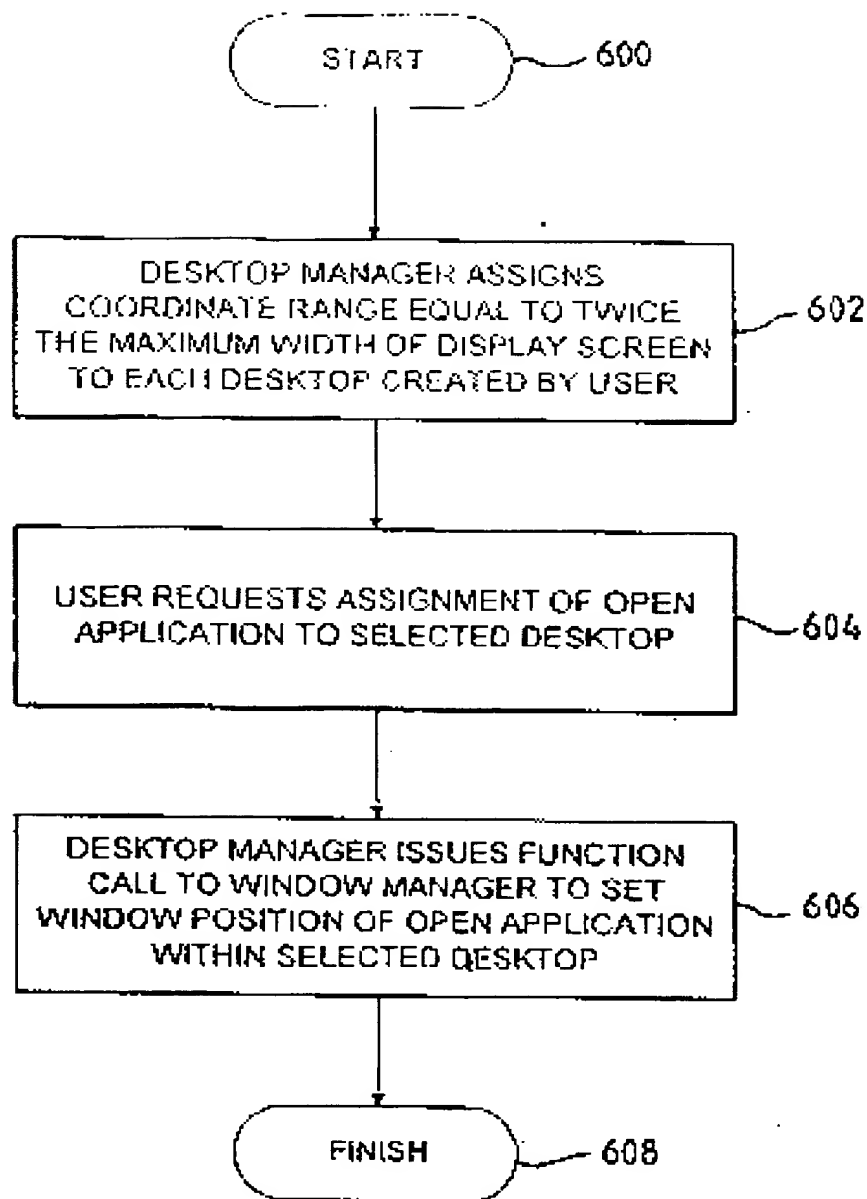 START
600
DESKTOP MANAGER ASSIGNS
COORDINATE RANGE EQUAL TO TWICE
THE MAXIMUM WIDTH OF DISPLAY SCREEN
TO EACH DESKTOP CREATED BY USER
602
USER REQUESTS ASSIGNMENT OF OPEN
APPLICATION TO SELECTED DESKTOP
604
DESKTOP MANAGER ISSUES FUNCTION
CALL TO WINDOW MANAGER TO SET
WINDOW POSITION OF OPEN APPLICATION
WITHIN SELECTED DESKTOP
606
FINISH
608